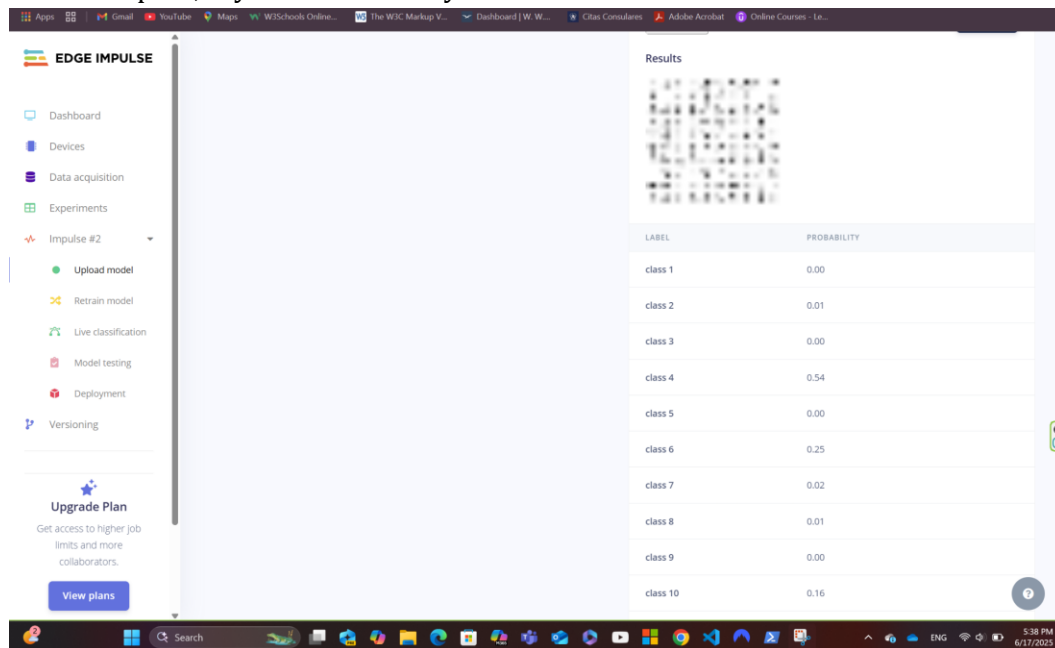 Apps Gmail YouTube Maps W3Schools Online... The W3C Markup V... Dashboard | W. W.... Citas Consulares Adobe Acrobat Online Courses - Le...
EDGE IMPULSE
Dashboard
Devices
Data acquisition
Experiments
Impulse #2
Upload model
Retrain model
Live classification
Model testing
Deployment
Versioning
Upgrade Plan
Get access to higher job
limits and more
collaborators.
View plans
Results
LABEL PROBABILITY
class 1 0.00
class 2 0.01
class 3 0.00
class 4 0.54
class 5 0.00
class 6 0.25
class 7 0.02
class 8 0.01
class 9 0.00
class 10 0.16
?
2 Search ENG 5:38 PM
6/17/2025